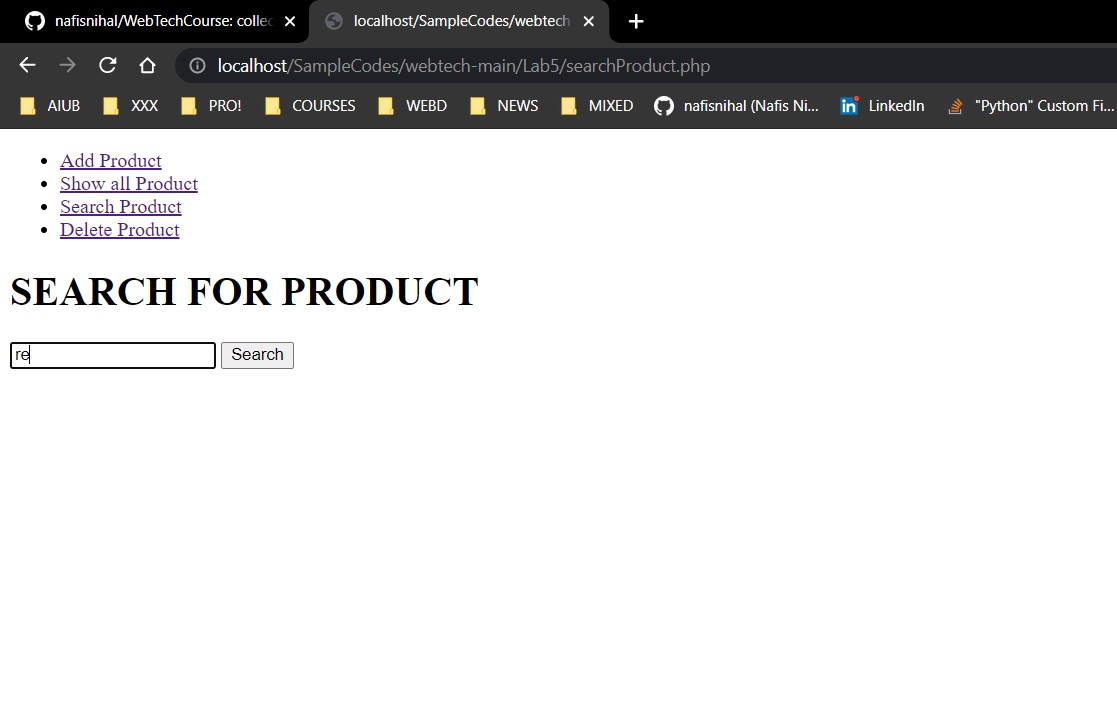 nafisnihal/WebTechCourse: collec
localhost/SampleCodes/webtech
localhost/SampleCodes/webtech-main/Lab5/searchProduct.php
AIUB XXX PRO! COURSES WEBD NEWS MIXED nafisnihal (Nafis Ni... LinkedIn "Python" Custom Fi...
Add Product
Show all Product
Search Product
Delete Product
SEARCH FOR PRODUCT
re Search